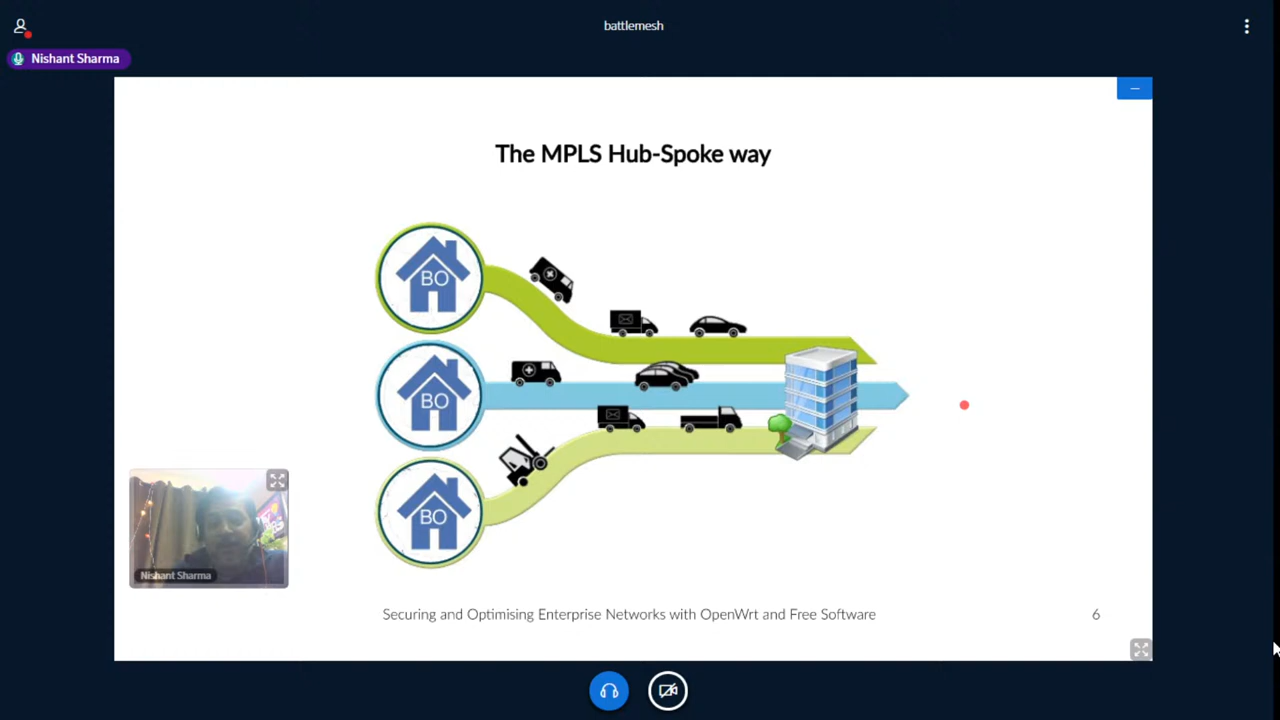 battlemesh
Nishant Sharma
The MPLS Hub-Spoke way
BO
BO
BO
Nishant Sharma
Securing and Optimising Enterprise Networks with OpenWrt and Free Software
6